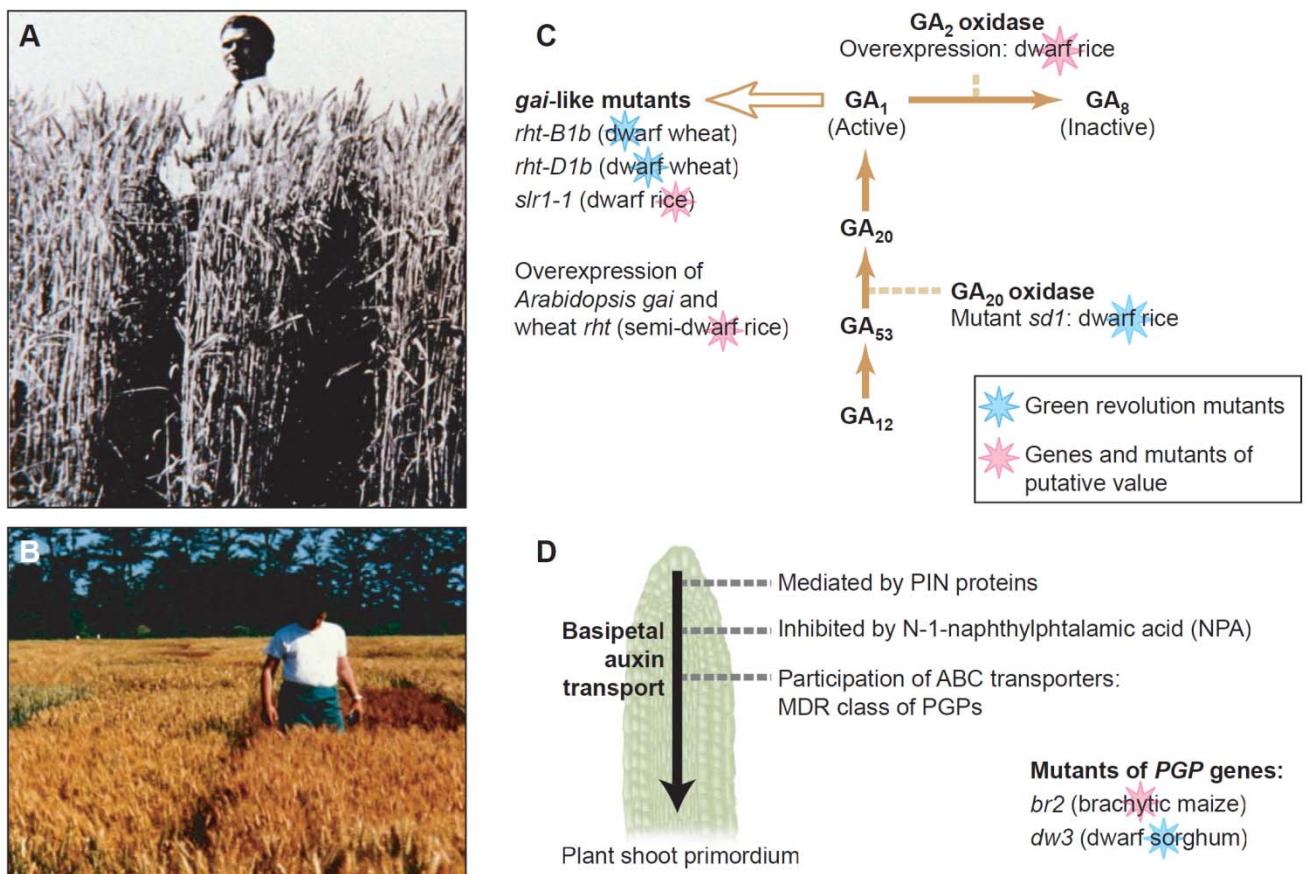 A
B
C
GA₂ oxidase
Overexpression: dwarf rice
gai-like mutants
rht-B1b (dwarf wheat)
rht-D1b (dwarf wheat)
slr1-1 (dwarf rice)
GA₁
(Active)
GA₈
(Inactive)
GA₂₀
Overexpression of
Arabidopsis gai and
wheat rht (semi-dwarf rice)
GA₂₀ oxidase
Mutant sd1: dwarf rice
GA₅₃
GA₁₂
Green revolution mutants
Genes and mutants of
putative value
D
Basipetal
auxin
transport
Mediated by PIN proteins
Inhibited by N-1-naphthylphtalamic acid (NPA)
Participation of ABC transporters:
MDR class of PGPs
Plant shoot primordium
Mutants of PGP genes:
br2 (brachytic maize)
dw3 (dwarf sorghum)